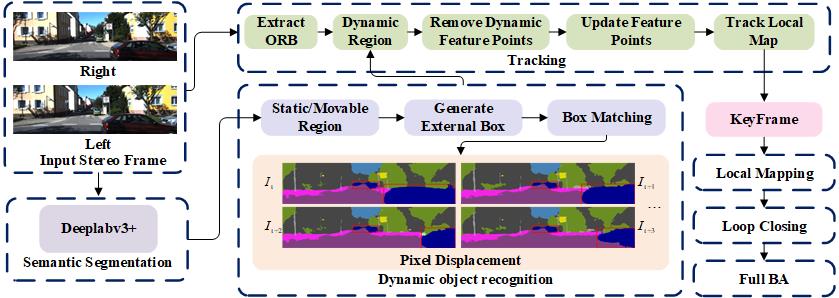 Right
Left
Input Stereo Frame
Deeplabv3+
Semantic Segmentation
Extract
ORB
Dynamic
Region
Remove Dynamic
Feature Points
Update Feature
Points
Track Local
Map
Tracking
Static/Movable
Region
Generate
External Box
Box Matching
I_t
I_{t+1}
...
I_{t+2}
I_{t+3}
Pixel Displacement
Dynamic object recognition
KeyFrame
Local Mapping
Loop Closing
Full BA